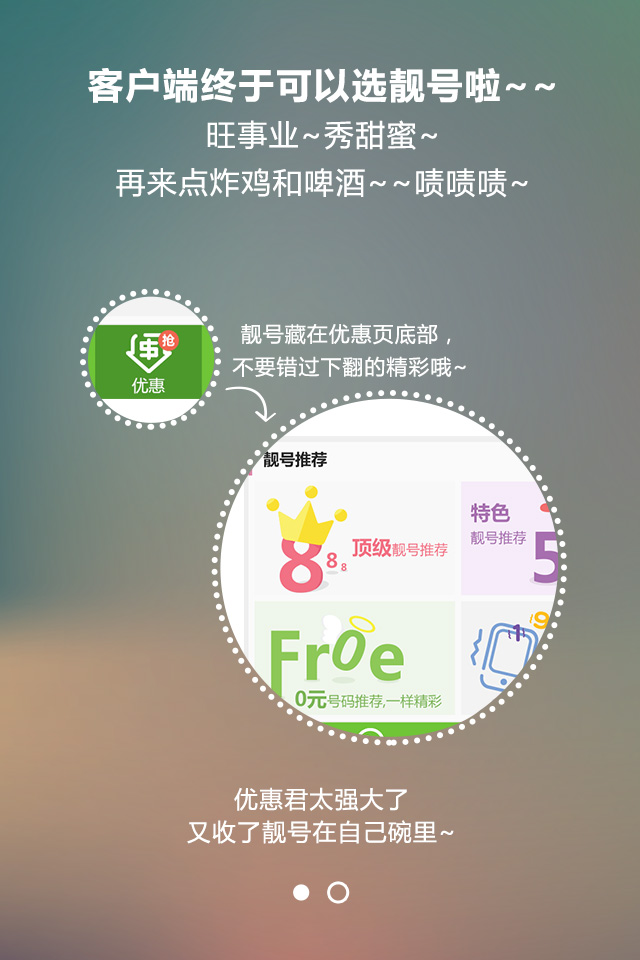 客户端终于可以选靓号啦~~
旺事业~秀甜蜜~
再来点炸鸡和啤酒~~啧啧啧~
抢
优惠
靓号藏在优惠页底部，
不要错过下翻的精彩哦~
靓号推荐
888
顶级靓号推荐
特色
靓号推荐
5
Froe
0元号码推荐,一样精彩
1
9
优惠君太强大了
又收了靓号在自己碗里~